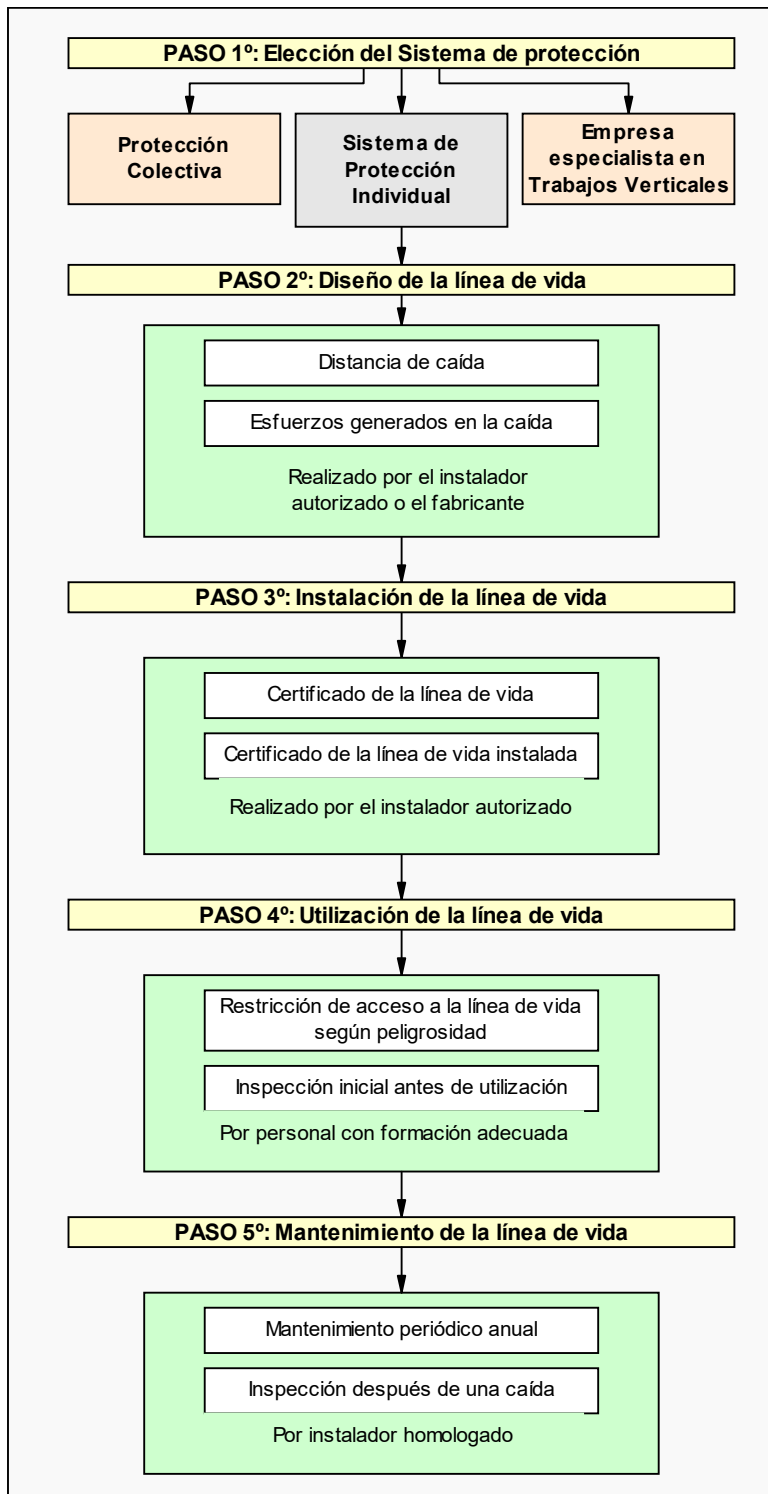 PASO 1º: Elección del Sistema de protección
Protección
Colectiva
Sistema de
Protección
Individual
Empresa
especialista en
Trabajos Verticales
PASO 2º: Diseño de la línea de vida
Distancia de caída
Esfuerzos generados en la caída
Realizado por el instalador
autorizado o el fabricante
PASO 3º: Instalación de la línea de vida
Certificado de la línea de vida
Certificado de la línea de vida instalada
Realizado por el instalador autorizado
PASO 4º: Utilización de la línea de vida
Restricción de acceso a la línea de vida
según peligrosidad
Inspección inicial antes de utilización
Por personal con formación adecuada
PASO 5º: Mantenimiento de la línea de vida
Mantenimiento periódico anual
Inspección después de una caída
Por instalador homologado